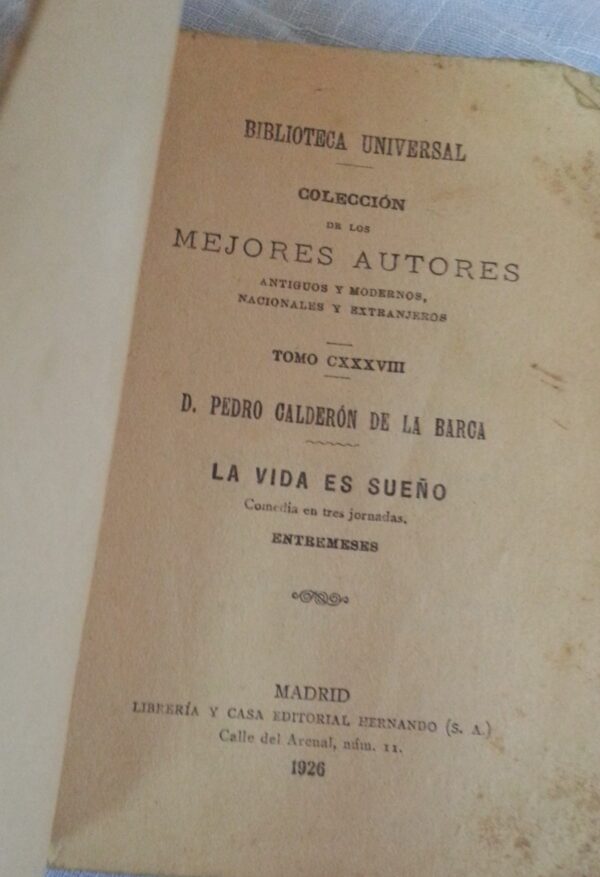 BIBLIOTECA UNIVERSAL
COLECCIÓN
DE LOS
MEJORES AUTORES
ANTIGUOS Y MODERNOS,
NACIONALES Y EXTRANJEROS
TOMO CXXXVIII
D. PEDRO CALDERÓN DE LA BARCA
LA VIDA ES SUEÑO
Comedia en tres jornadas.
ENTREMESES
MADRID
LIBRERÍA Y CASA EDITORIAL HERNANDO (S. A.)
Calle del Arenal, núm. 11.
1926